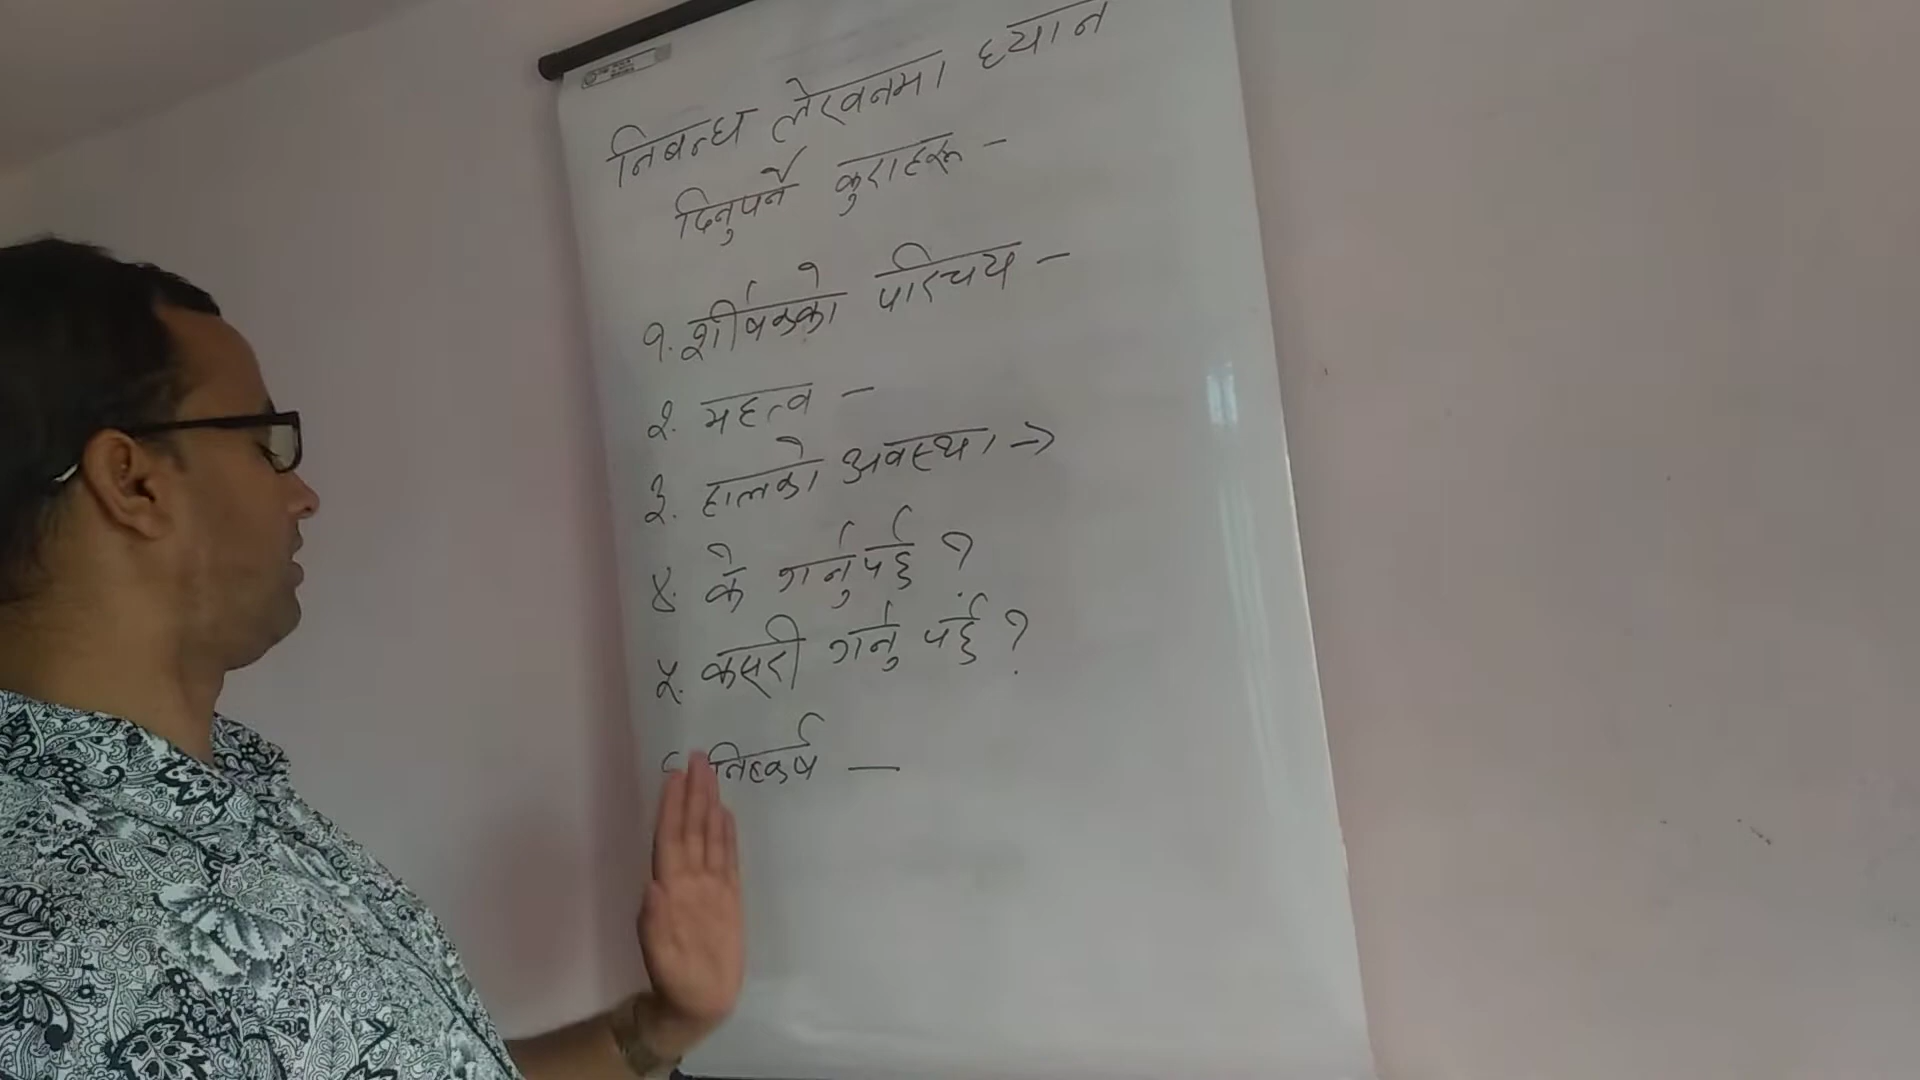 निबन्ध लेखनमा ध्यान
दिनुपर्ने कुराहरू -
१. शीर्षकको परिचय -
२. महत्व -
३. हालको अवस्था →
४. के गर्नुपर्छ ?
५. कसरी गर्नु पर्छ ?
निष्कर्ष -